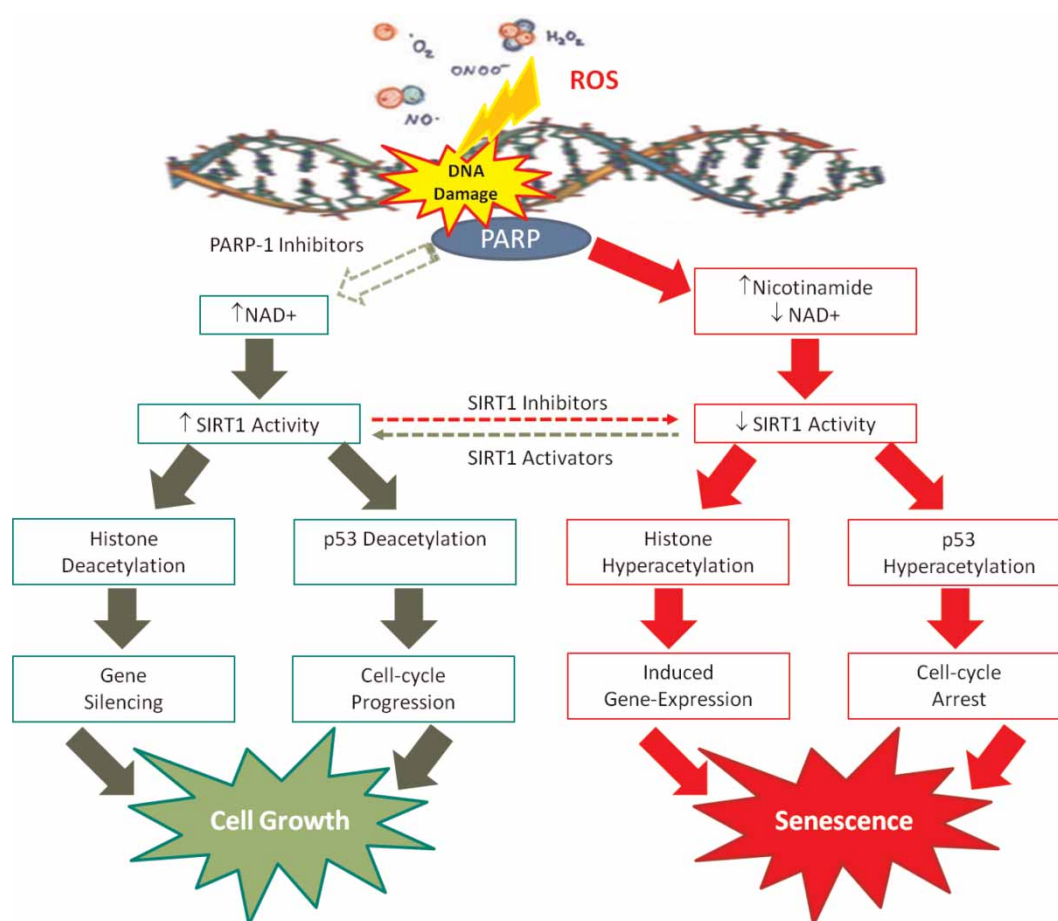 ·O₂
H₂O₂
ONOO⁻
ROS
NO·
DNA
Damage
PARP
PARP-1 Inhibitors
↑NAD+
↑Nicotinamide
↓ NAD+
↑ SIRT1 Activity
SIRT1 Inhibitors
SIRT1 Activators
↓ SIRT1 Activity
Histone
Deacetylation
p53 Deacetylation
Histone
Hyperacetylation
p53
Hyperacetylation
Gene
Silencing
Cell-cycle
Progression
Induced
Gene-Expression
Cell-cycle
Arrest
Cell Growth
Senescence